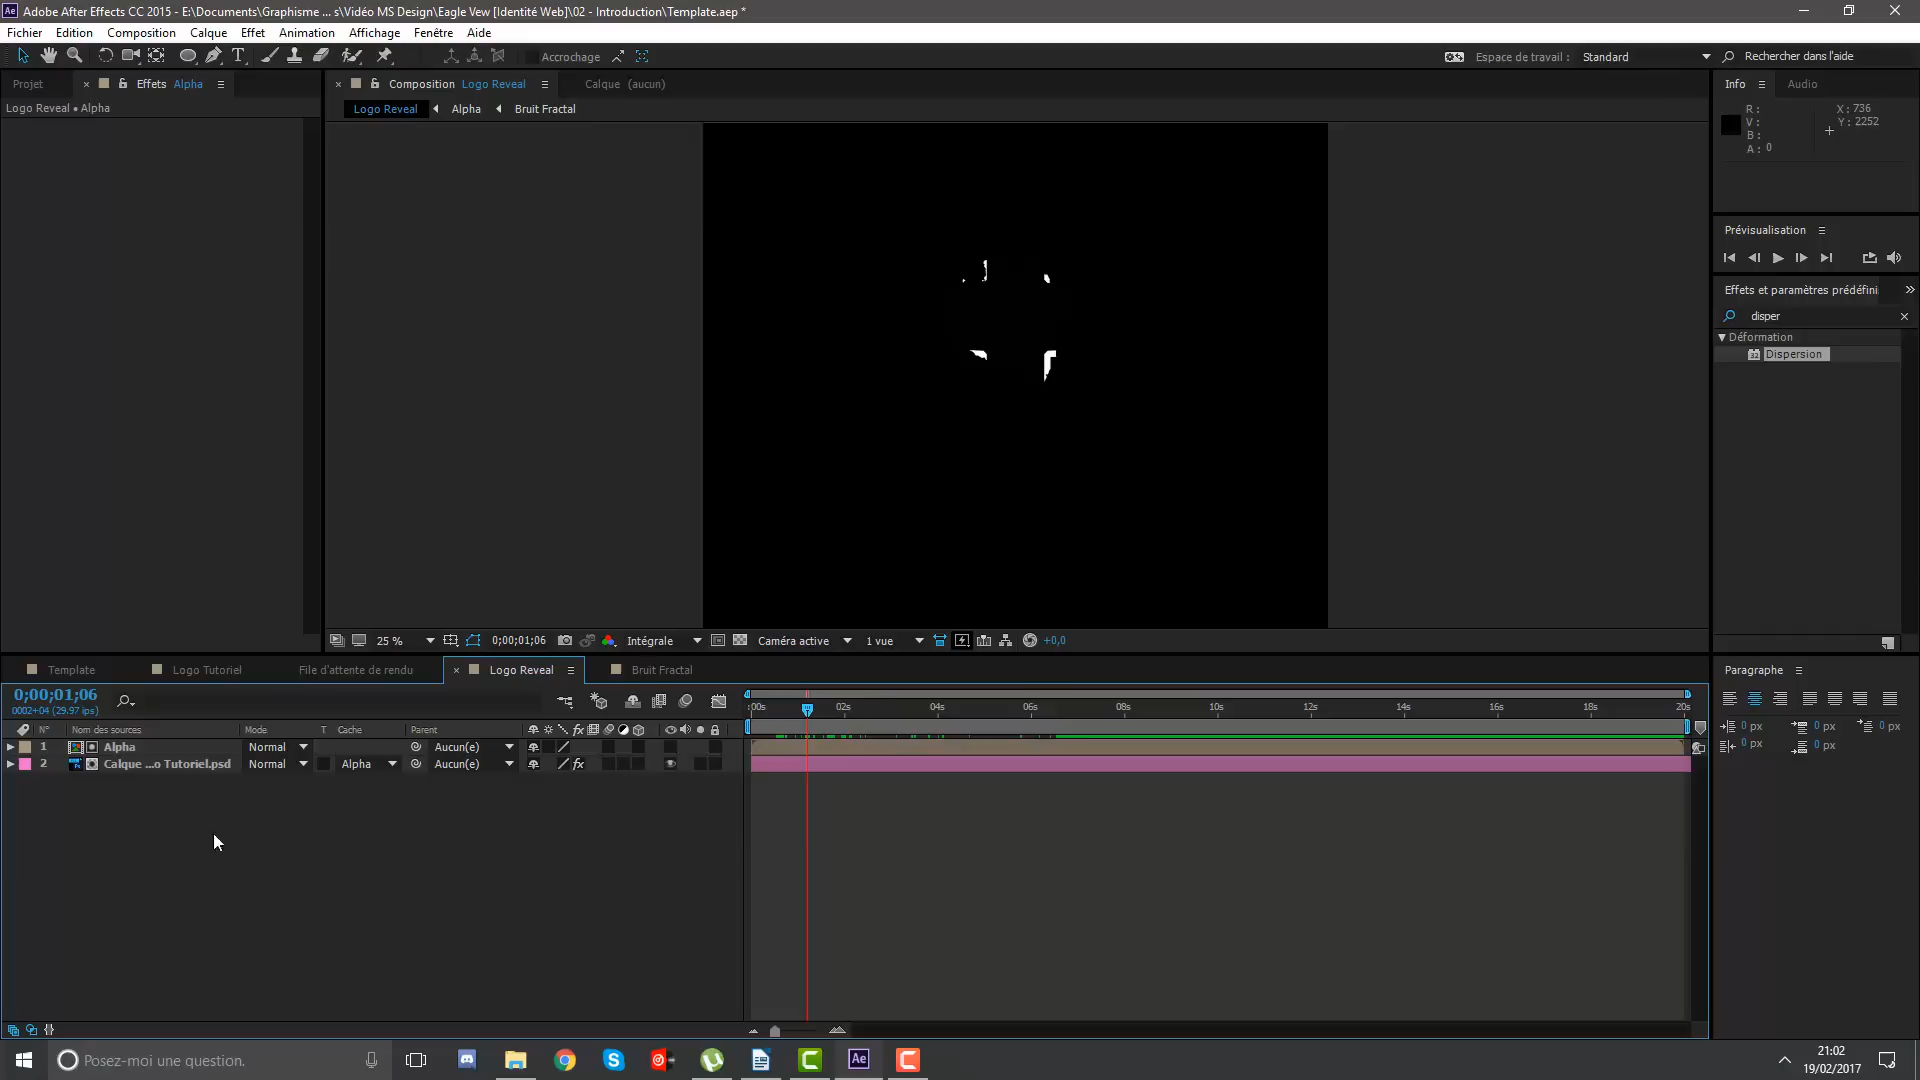 Adobe After Effects CC 2015 - E:\Documents\Graphisme ... s\Vidéo MS Design\Eagle Vew [Identité Web]\02 - Introduction\Template.aep *
Fichier Edition Composition Calque Effet Animation Affichage Fenêtre Aide
Accrochage
Espace de travail : Standard
Rechercher dans l'aide
Projet
Effets Alpha
Composition Logo Reveal
Calque (aucun)
Info
Audio
Logo Reveal • Alpha
Logo Reveal Alpha Bruit Fractal
R :
V :
B :
A : 0
X : 736
Y : 2252
Prévisualisation
Effets et paramètres prédéfini
disper
Déformation
Dispersion
25 %
0;00;01;06
Intégrale
Caméra active
1 vue
+0,0
Template
Logo Tutoriel
File d'attente de rendu
Logo Reveal
Bruit Fractal
Paragraphe
0;00;01;06
0002+04 (29.97 ips)
:00s 02s 04s 06s 08s 10s 12s 14s 16s 18s 20s
N° Nom des sources Mode T Cache Parent
1 Alpha Normal Aucun(e)
2 Calque ...o Tutoriel.psd Normal Alpha Aucun(e)
0 px 0 px 0 px
0 px 0 px
Posez-moi une question.
21:02
19/02/2017